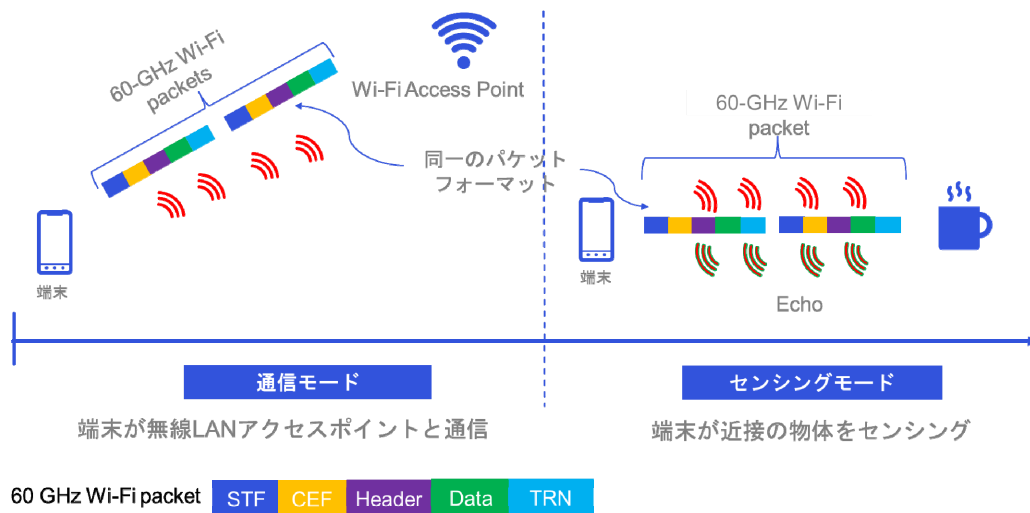 60-GHz Wi-Fi
packets
Wi-Fi Access Point
60-GHz Wi-Fi
packet
同一のパケット
フォーマット
端末
端末
Echo
通信モード
センシングモード
端末が無線LANアクセスポイントと通信
端末が近接の物体をセンシング
60 GHz Wi-Fi packet STF CEF Header Data TRN